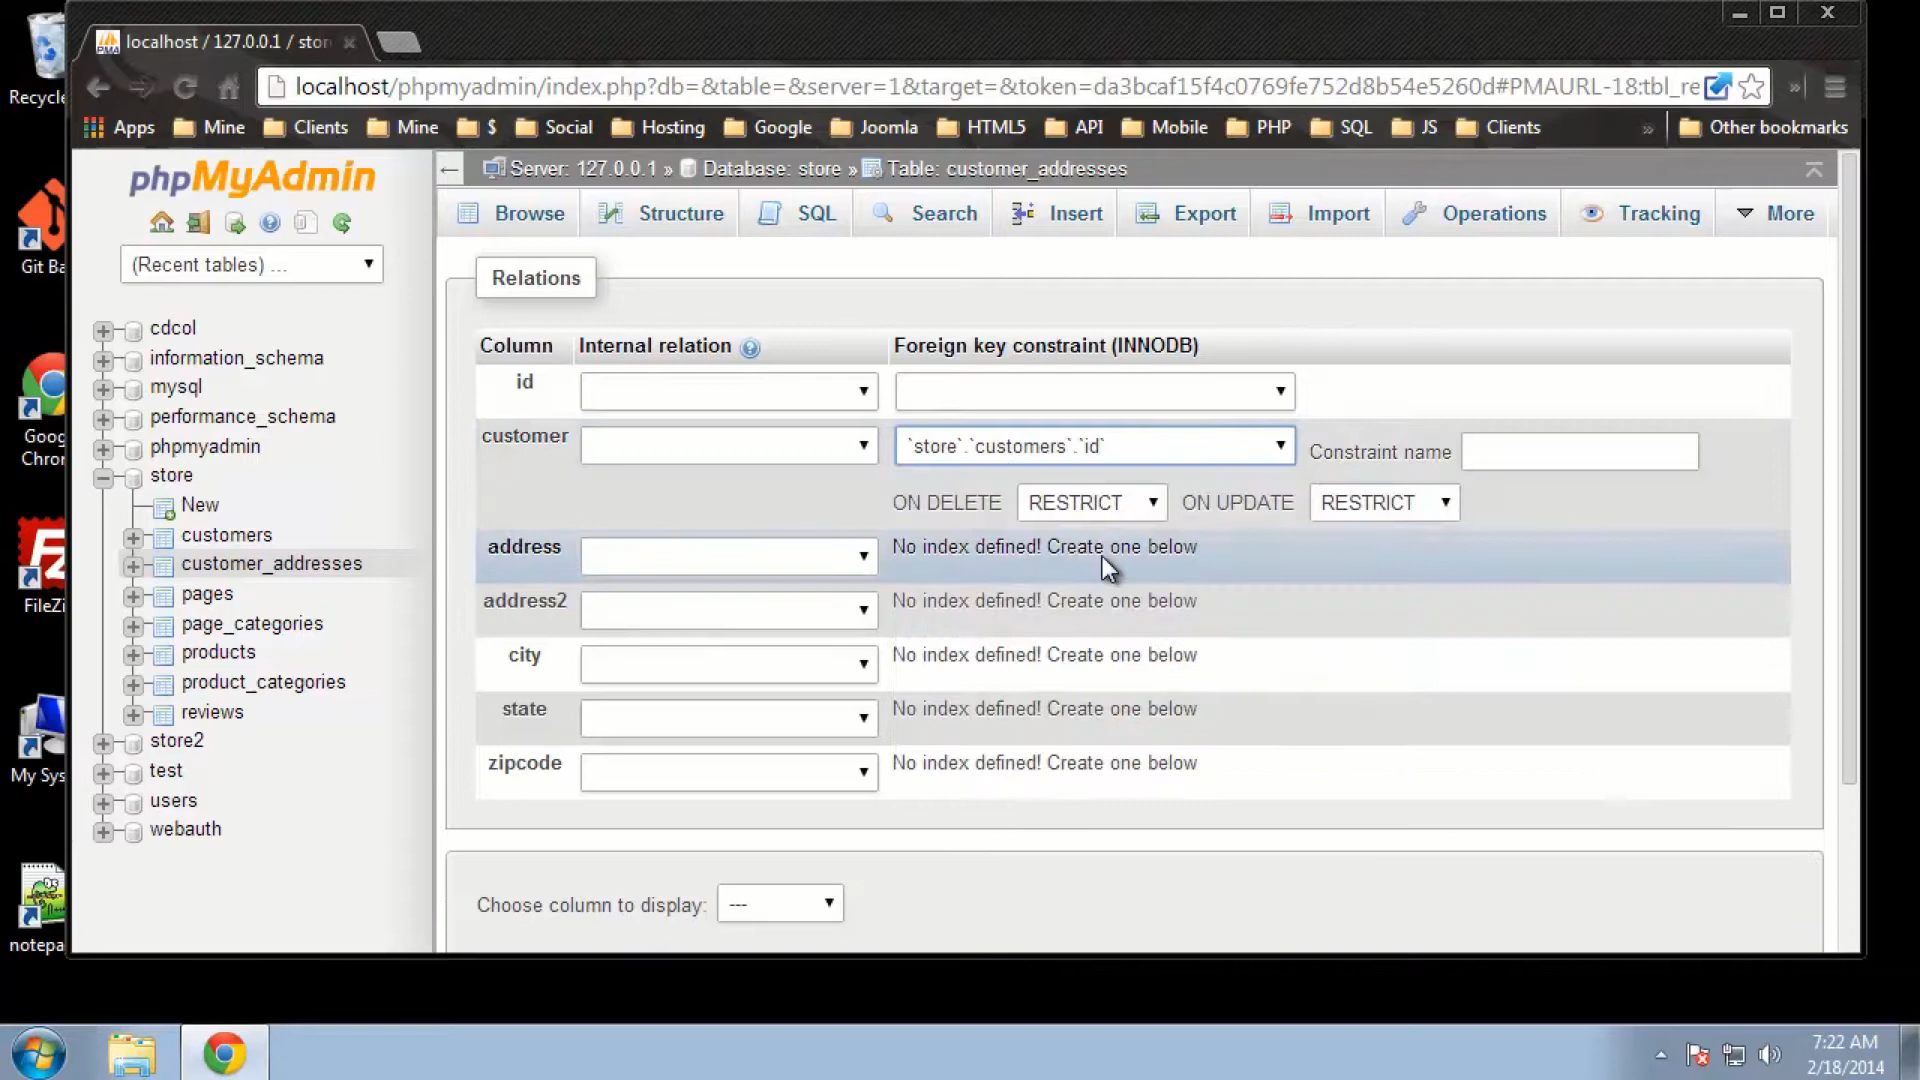 localhost / 127.0.0.1 / stor
localhost/phpmyadmin/index.php?db=&table=&server=1&target=&token=da3bcaf15f4c0769fe752d8b54e5260d#PMAURL-18:tbl_re
Apps Mine Clients Mine $ Social Hosting Google Joomla HTML5 API Mobile PHP SQL JS Clients » Other bookmarks
Recycle
Git Ba
Goog
Chron
FileZi
My Sys
notepa
phpMyAdmin
(Recent tables) ...
cdcol
information_schema
mysql
performance_schema
phpmyadmin
store
New
customers
customer_addresses
pages
page_categories
products
product_categories
reviews
store2
test
users
webauth
Server: 127.0.0.1 » Database: store » Table: customer_addresses
Browse Structure SQL Search Insert Export Import Operations Tracking More
Relations
Column Internal relation Foreign key constraint (INNODB)
id
customer `store`.`customers`.`id` Constraint name
ON DELETE RESTRICT ON UPDATE RESTRICT
address No index defined! Create one below
address2 No index defined! Create one below
city No index defined! Create one below
state No index defined! Create one below
zipcode No index defined! Create one below
Choose column to display: ---
7:22 AM
2/18/2014